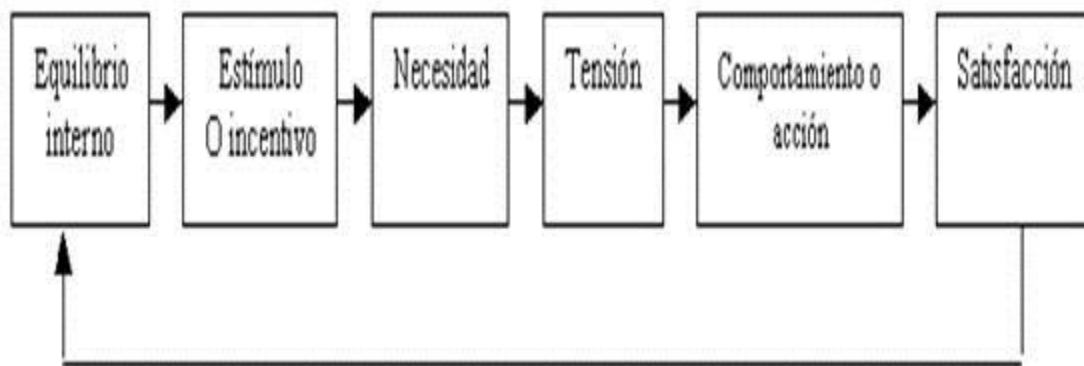 Equilibrio
interno
Estímulo
O incentivo
Necesidad
Tensión
Comportamiento o
acción
Satisfacción